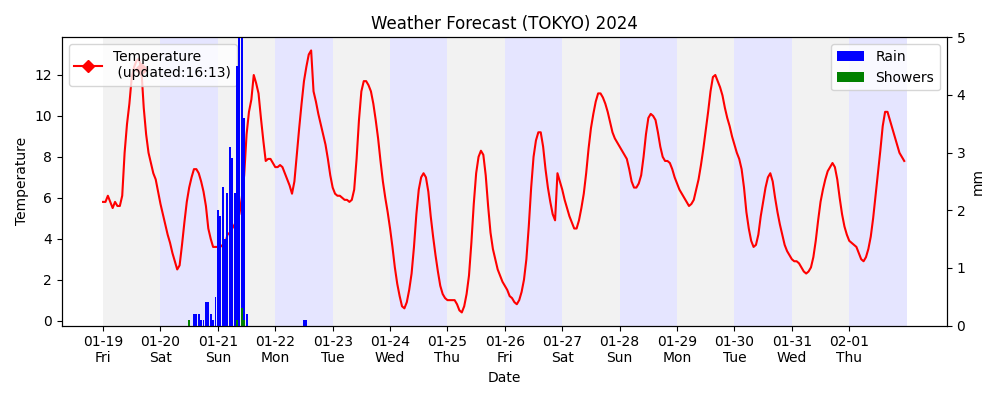 Weather Forecast (TOKYO) 2024
Temperature
(updated:16:13)
Rain
Showers
Temperature
12
10
8
6
4
2
0
5
4
3
2
1
0
mm
01-19 01-20 01-21 01-22 01-23 01-24 01-25 01-26 01-27 01-28 01-29 01-30 01-31 02-01
Fri Sat Sun Mon Tue Wed Thu Fri Sat Sun Mon Tue Wed Thu
Date